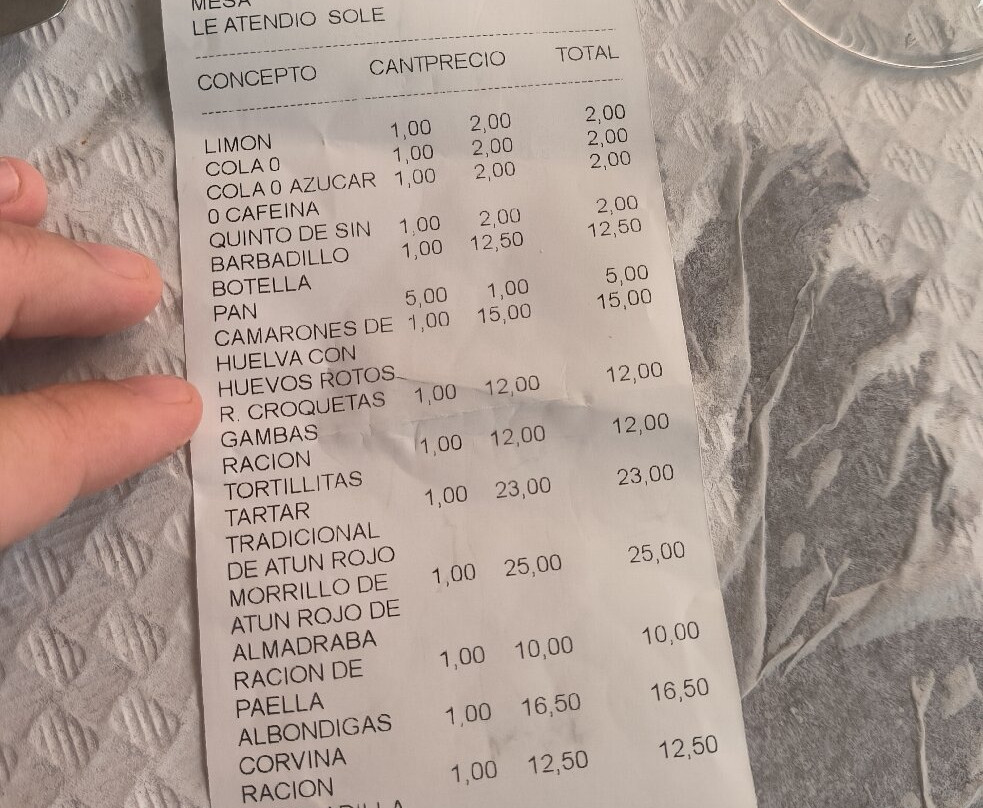 MESA
LE ATENDIO SOLE
CONCEPTO CANTPRECIO TOTAL
LIMON 1,00 2,00 2,00
COLA 0 1,00 2,00 2,00
COLA 0 AZUCAR 1,00 2,00 2,00
0 CAFEINA
QUINTO DE SIN 1,00 2,00 2,00
BARBADILLO 1,00 12,50 12,50
BOTELLA
PAN 5,00 1,00 5,00
CAMARONES DE 1,00 15,00 15,00
HUELVA CON
HUEVOS ROTOS
R. CROQUETAS 1,00 12,00 12,00
GAMBAS
RACION 1,00 12,00 12,00
TORTILLITAS
TARTAR 1,00 23,00 23,00
TRADICIONAL
DE ATUN ROJO
MORRILLO DE 1,00 25,00 25,00
ATUN ROJO DE
ALMADRABA
RACION DE 1,00 10,00 10,00
PAELLA
ALBONDIGAS 1,00 16,50 16,50
CORVINA
RACION 1,00 12,50 12,50